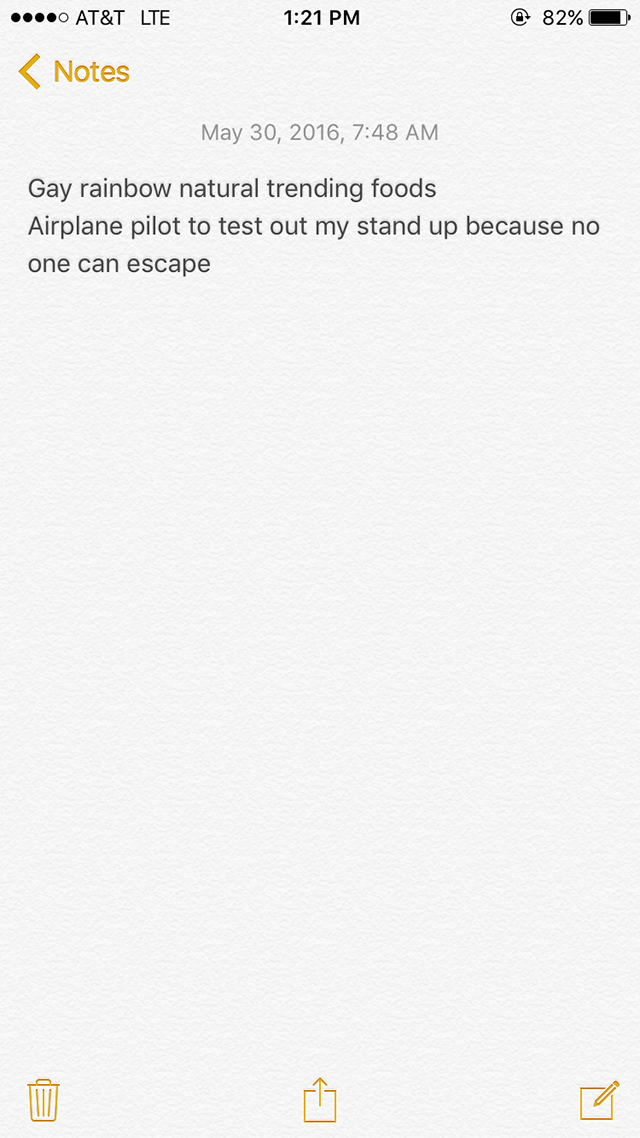 AT&T LTE 1:21 PM 82%
Notes
May 30, 2016, 7:48 AM
Gay rainbow natural trending foods
Airplane pilot to test out my stand up because no
one can escape